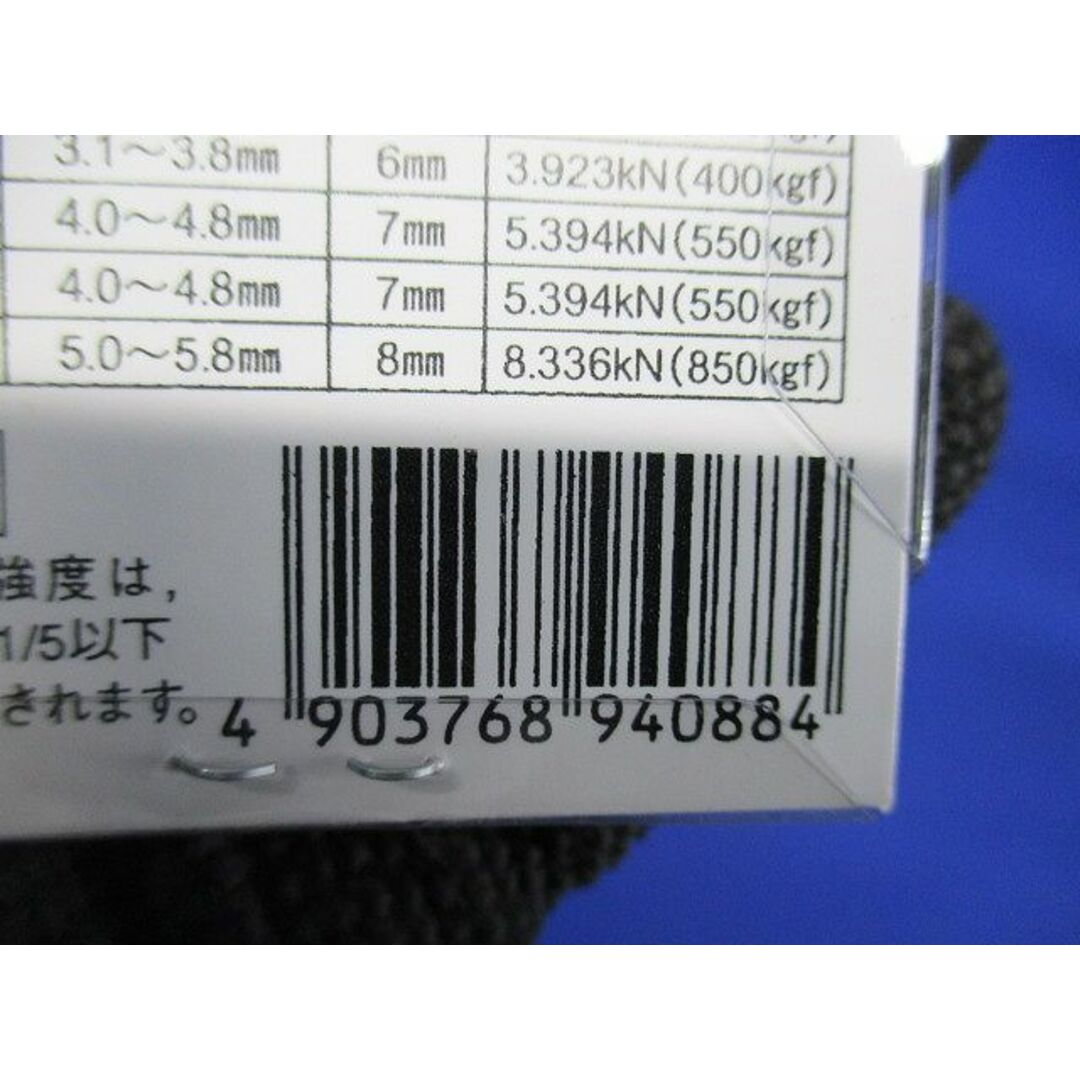 3.1～3.8㎜ 6㎜ 3.923kN(400kgf)
4.0～4.8㎜ 7㎜ 5.394kN(550kgf)
4.0～4.8㎜ 7㎜ 5.394kN(550kgf)
5.0～5.8㎜ 8㎜ 8.336kN(850kgf)
強度は,
1/5以下
されます。
4 903768 940884